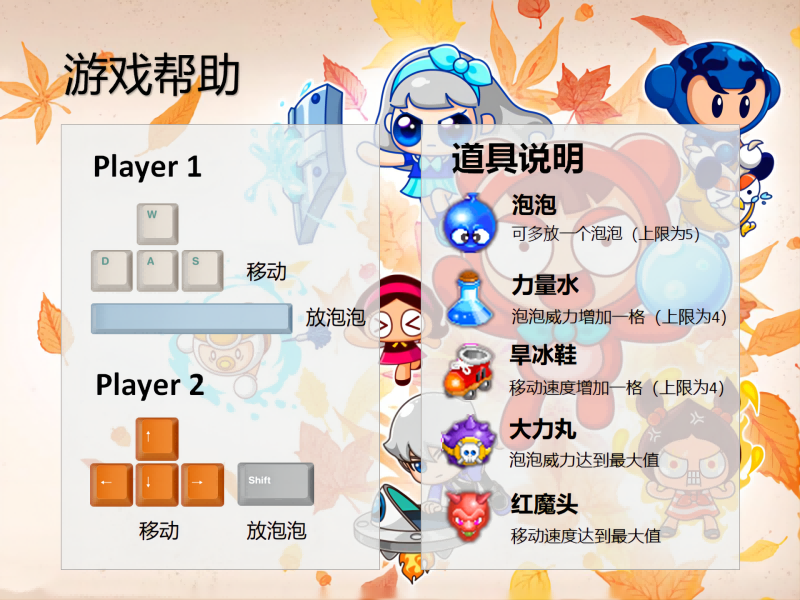 游戏帮助
Player 1
W
D A S
移动
放泡泡
Player 2
↑
← ↓ →
Shift
移动
放泡泡
道具说明
泡泡
可多放一个泡泡（上限为5）
力量水
泡泡威力增加一格（上限为4）
旱冰鞋
移动速度增加一格（上限为4）
大力丸
泡泡威力达到最大值
红魔头
移动速度达到最大值